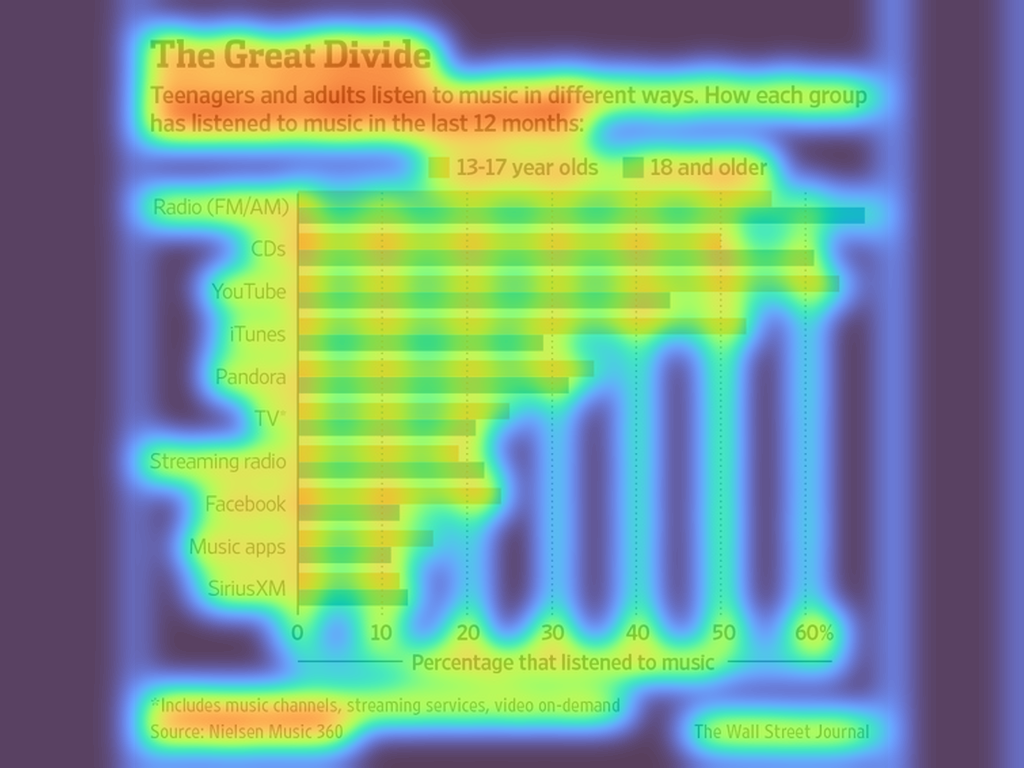 The Great Divide
Teenagers and adults listen to music in different ways. How each group
has listened to music in the last 12 months:
13-17 year olds 18 and older
Radio (FM/AM)
CDs
YouTube
iTunes
Pandora
TV*
Streaming radio
Facebook
Music apps
SiriusXM
0 10 20 30 40 50 60%
Percentage that listened to music
*Includes music channels, streaming services, video on-demand
Source: Nielsen Music 360
The Wall Street Journal